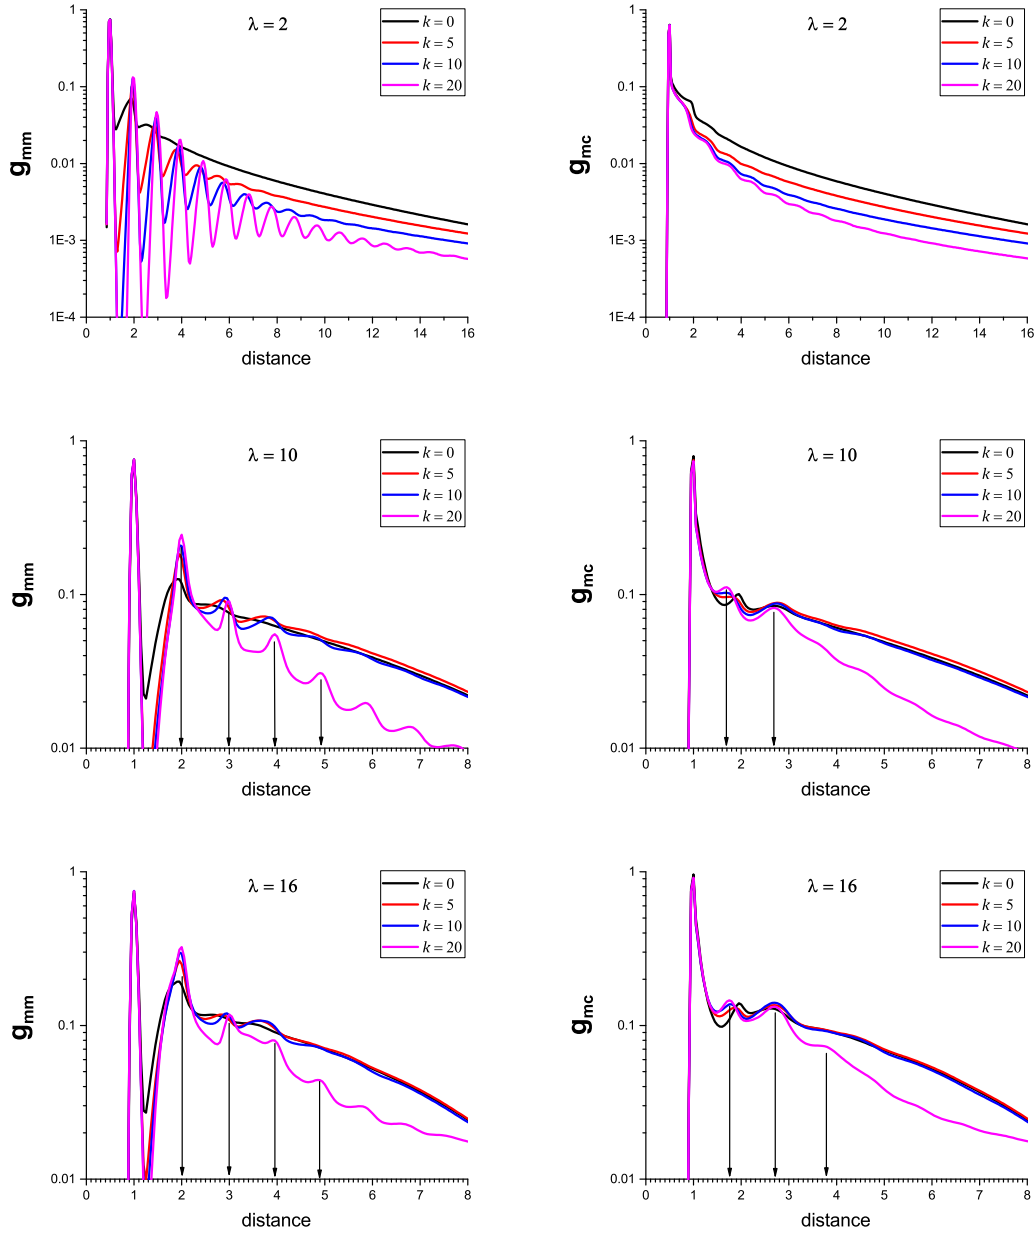 λ = 2
k = 0
k = 5
k = 10
k = 20
1
0.1
0.01
1E-3
1E-4
g_mm
0 2 4 6 8 10 12 14 16
distance
λ = 2
k = 0
k = 5
k = 10
k = 20
1
0.1
0.01
1E-3
1E-4
g_mc
0 2 4 6 8 10 12 14 16
distance
λ = 10
k = 0
k = 5
k = 10
k = 20
1
0.1
0.01
g_mm
0 1 2 3 4 5 6 7 8
distance
λ = 10
k = 0
k = 5
k = 10
k = 20
1
0.1
0.01
g_mc
0 1 2 3 4 5 6 7 8
distance
λ = 16
k = 0
k = 5
k = 10
k = 20
1
0.1
0.01
g_mm
0 1 2 3 4 5 6 7 8
distance
λ = 16
k = 0
k = 5
k = 10
k = 20
1
0.1
0.01
g_mc
0 1 2 3 4 5 6 7 8
distance